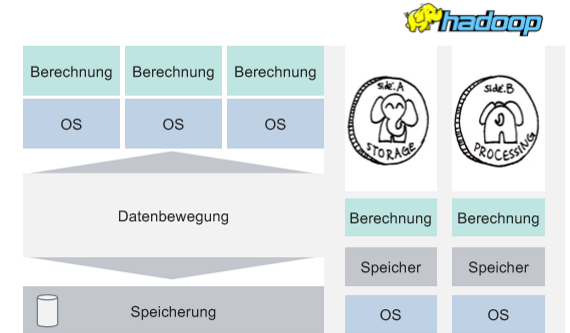 hadoop
Berechnung Berechnung Berechnung
OS OS OS
Datenbewegung
Speicherung
side.A
STORAGE
side.B
PROCESSING
Berechnung Berechnung
Speicher Speicher
OS OS